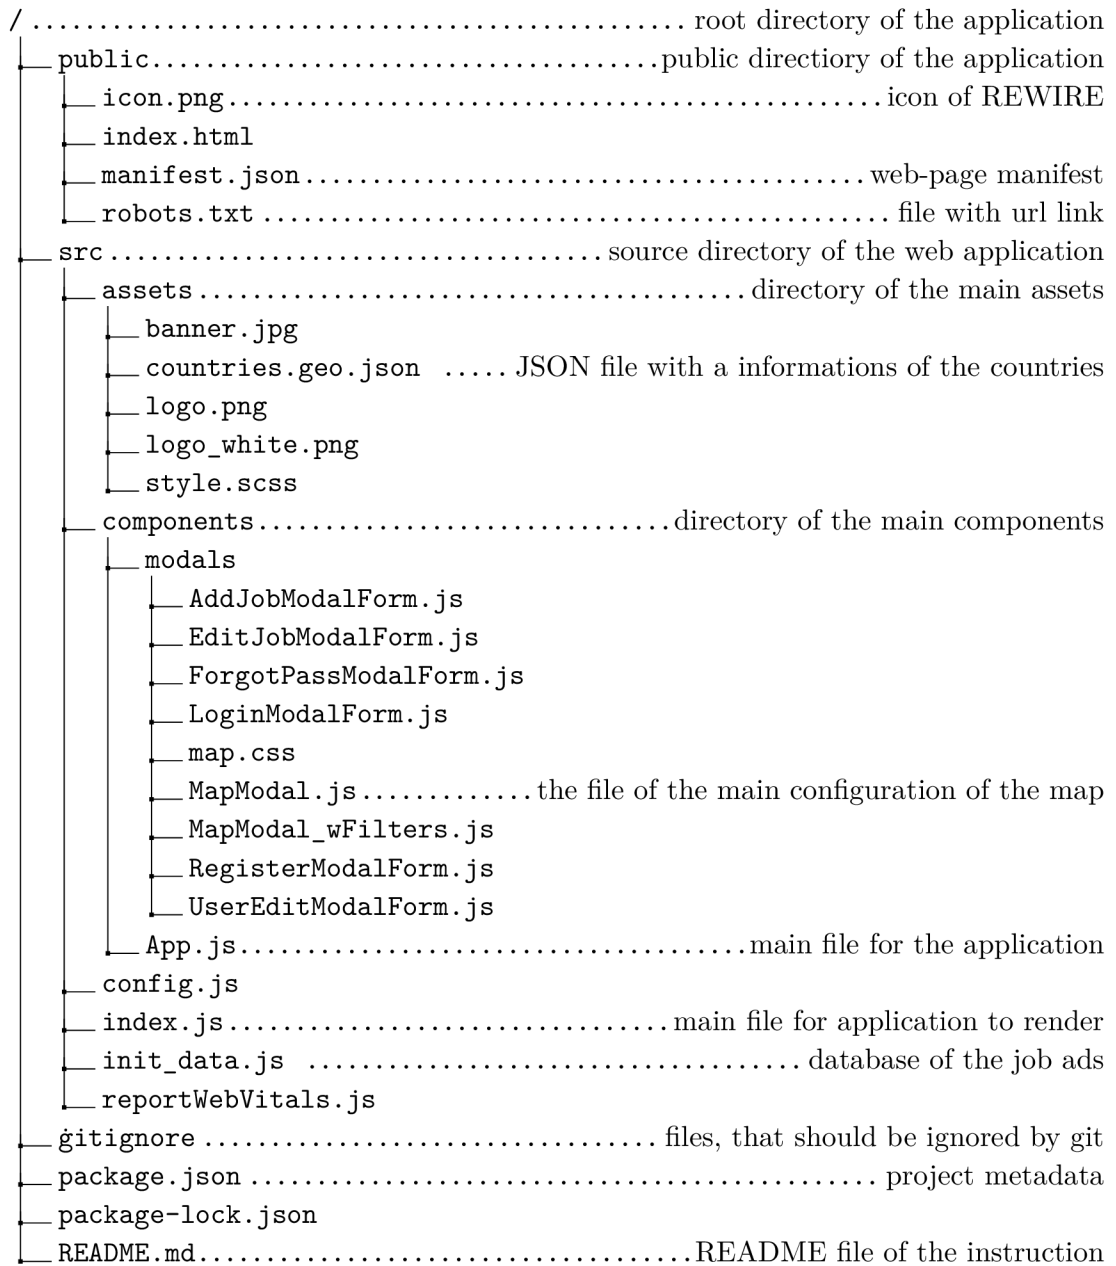 / ................................................ root directory of the application
public...................................... public directiory of the application
icon.png................................................ icon of REWIRE
index.html
manifest.json.......................................... web-page manifest
robots.txt .............................................. file with url link
src ..................................... source directory of the web application
assets......................................... directory of the main assets
banner.jpg
countries.geo.json ..... JSON file with a informations of the countries
logo.png
logo_white.png
style.scss
components............................... directory of the main components
modals
AddJobModalForm.js
EditJobModalForm.js
ForgotPassModalForm.js
LoginModalForm.js
map.css
MapModal.js............. the file of the main configuration of the map
MapModal_wFilters.js
RegisterModalForm.js
UserEditModalForm.js
App.js...................................... main file for the application
config.js
index.js................................. main file for application to render
init_data.js ..................................... database of the job ads
reportWebVitals.js
ġitignore .................................. files, that should be ignored by git
package.json ............................................... project metadata
package-lock.json
README.md..................................... README file of the instruction